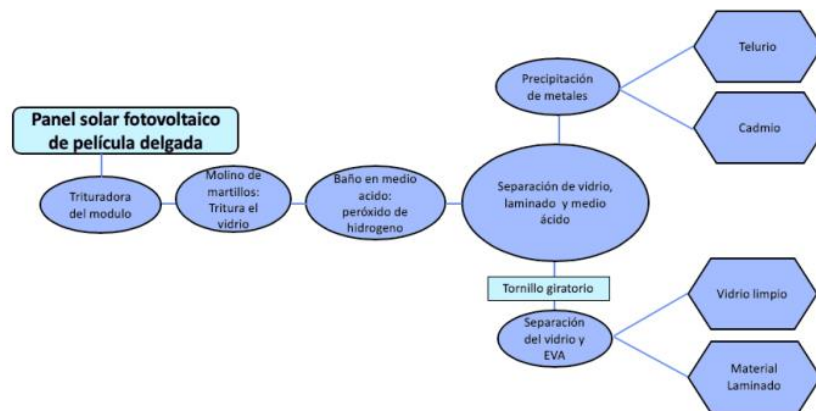 Panel solar fotovoltaico
de película delgada
Trituradora
del modulo
Molino de
martillos:
Tritura el
vidrio
Baño en medio
acido:
peróxido de
hidrogeno
Separación de vidrio,
laminado y medio
ácido
Precipitación
de metales
Telurio
Cadmio
Tornillo giratorio
Separación
del vidrio y
EVA
Vidrio limpio
Material
Laminado